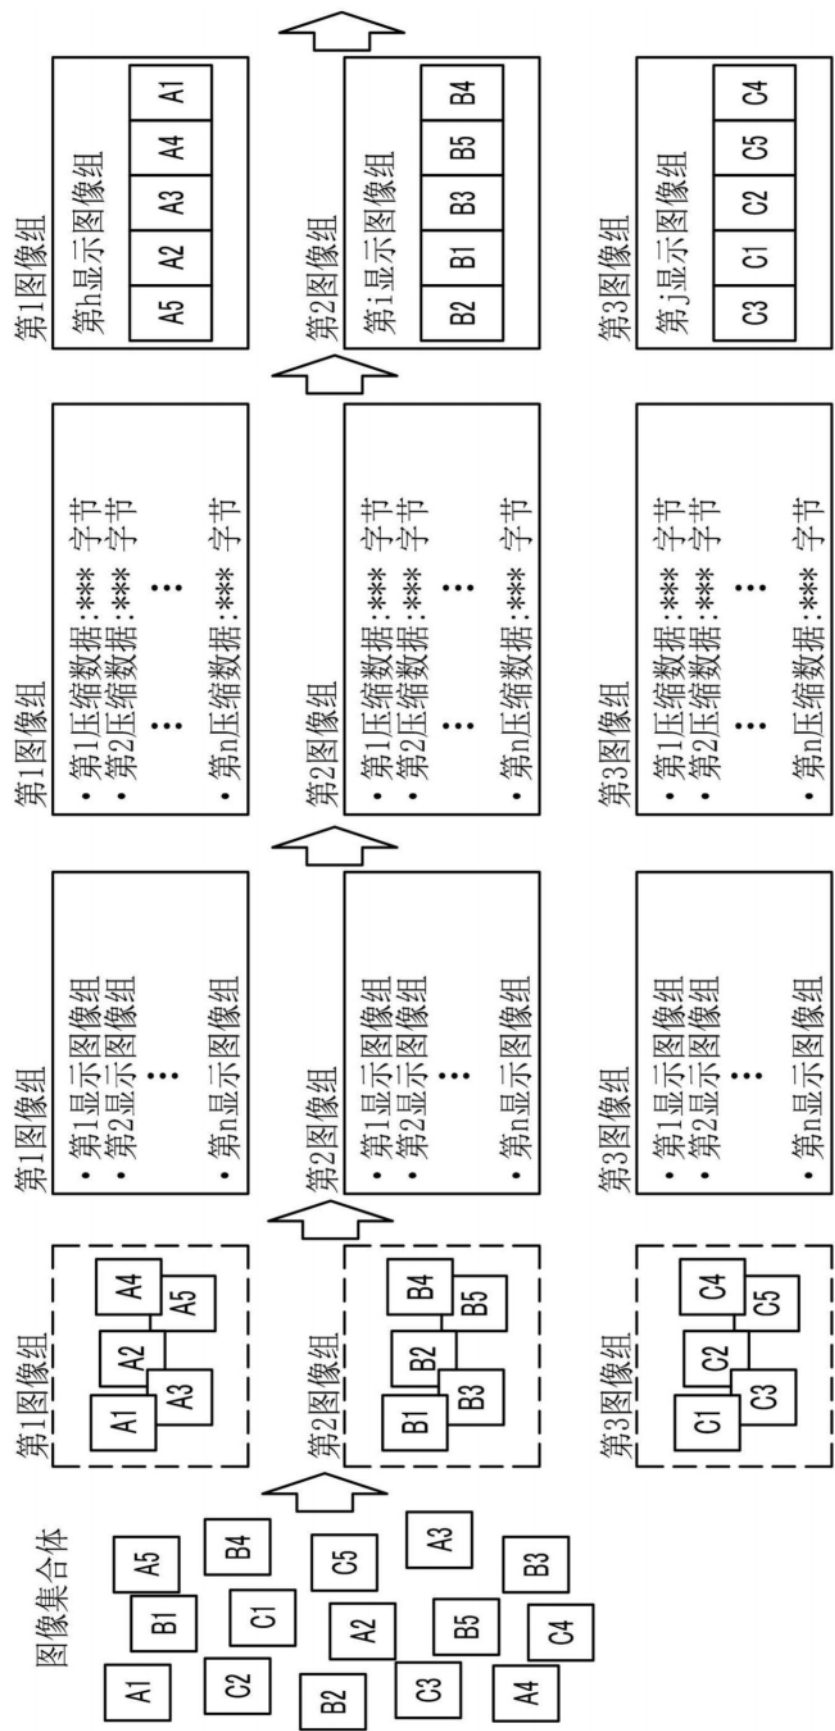 图像集合体
A1 B1 A5
C2 C1 B4
B2 A2 C5
C3 B5 A3
A4 C4 B3
第1图像组
A1 A2 A4
A3 A5
第2图像组
B1 B2 B4
B3 B5
第3图像组
C1 C2 C4
C3 C5
第1图像组
• 第1显示图像组
• 第2显示图像组
⋮
• 第n显示图像组
第2图像组
• 第1显示图像组
• 第2显示图像组
⋮
• 第n显示图像组
第3图像组
• 第1显示图像组
• 第2显示图像组
⋮
• 第n显示图像组
第1图像组
• 第1压缩数据:*** 字节
• 第2压缩数据:*** 字节
⋮ ⋮
• 第n压缩数据:*** 字节
第2图像组
• 第1压缩数据:*** 字节
• 第2压缩数据:*** 字节
⋮ ⋮
• 第n压缩数据:*** 字节
第3图像组
• 第1压缩数据:*** 字节
• 第2压缩数据:*** 字节
⋮ ⋮
• 第n压缩数据:*** 字节
第1图像组
第h显示图像组
A5 A2 A3 A4 A1
第2图像组
第i显示图像组
B2 B1 B3 B5 B4
第3图像组
第j显示图像组
C3 C1 C2 C5 C4